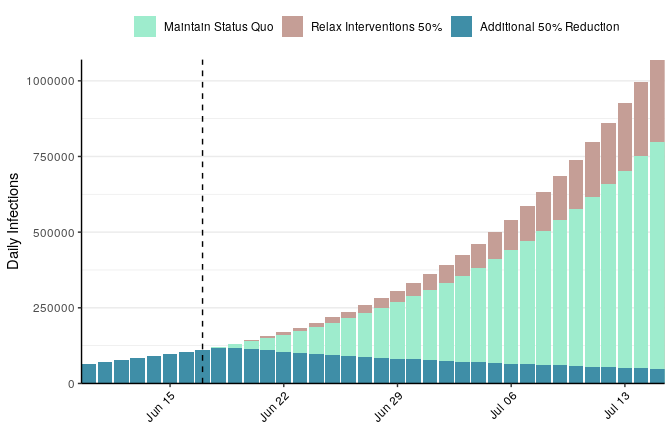 Maintain Status Quo Relax Interventions 50% Additional 50% Reduction
1000000
750000
500000
250000
0
Daily Infections
Jun 15 Jun 22 Jun 29 Jul 06 Jul 13